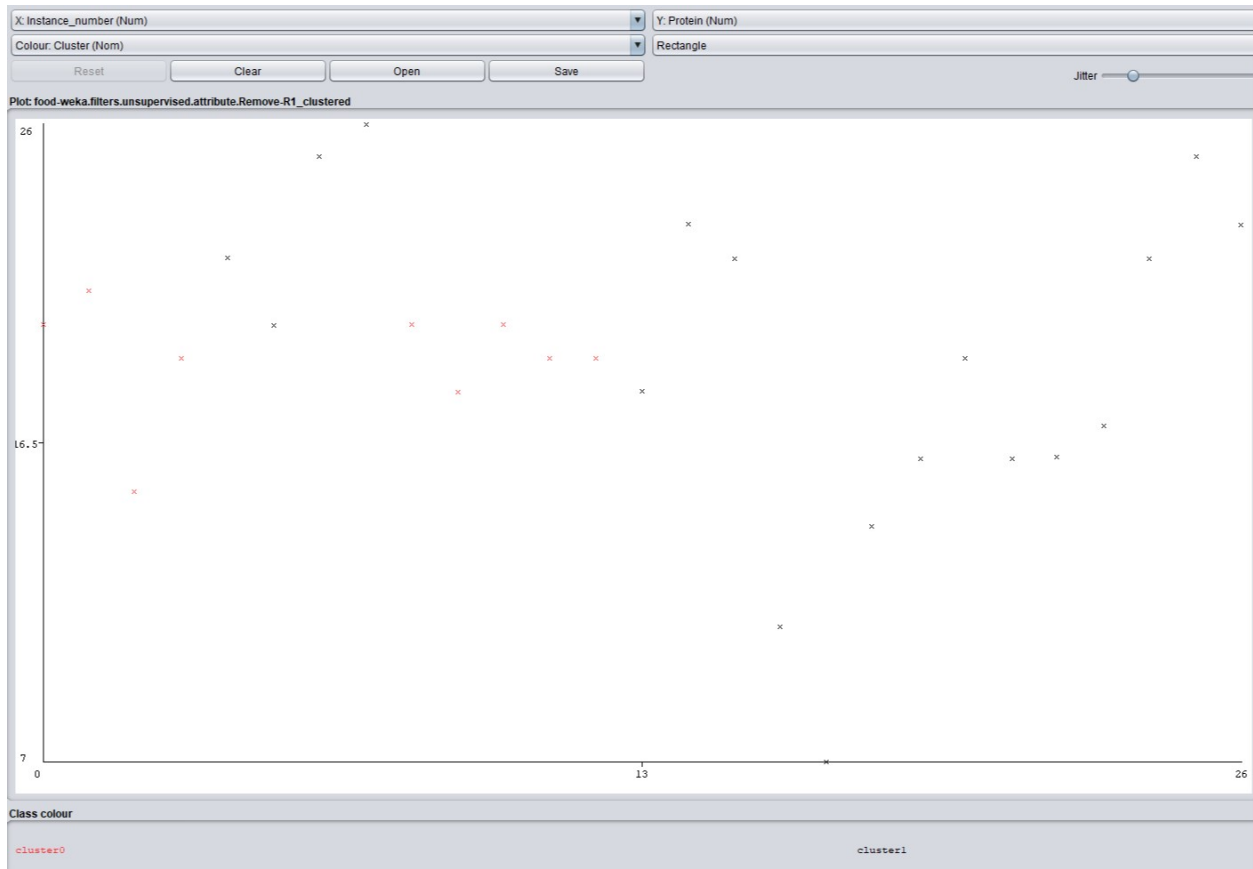 X: Instance_number (Num) Y: Protein (Num)
Colour: Cluster (Nom) Rectangle
Reset Clear Open Save Jitter
Plot: food-weka.filters.unsupervised.attribute.Remove-R1_clustered
26
16.5
7
0 13 26
Class colour
cluster0 cluster1